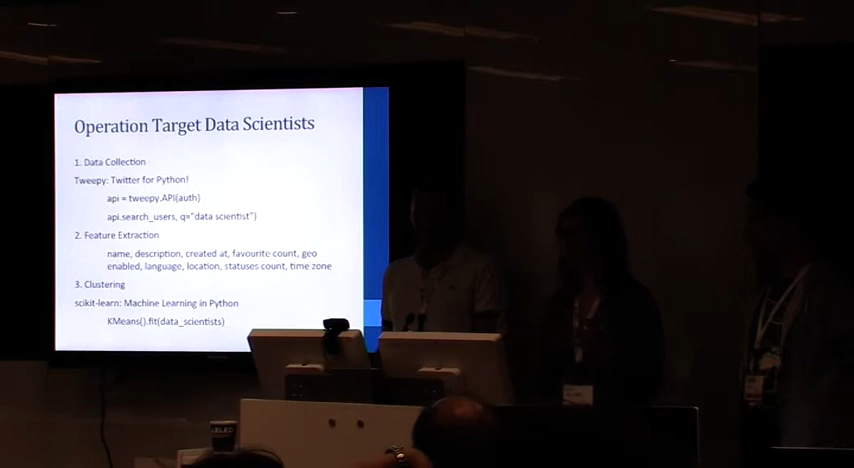 Operation Target Data Scientists
1. Data Collection
Tweepy: Twitter for Python!
api = tweepy.API(auth)
api.search_users, q="data scientist")
2. Feature Extraction
name, description, created at, favourite count, geo
enabled, language, location, statuses count, time zone
3. Clustering
scikit-learn: Machine Learning in Python
KMeans().fit(data_scientists)